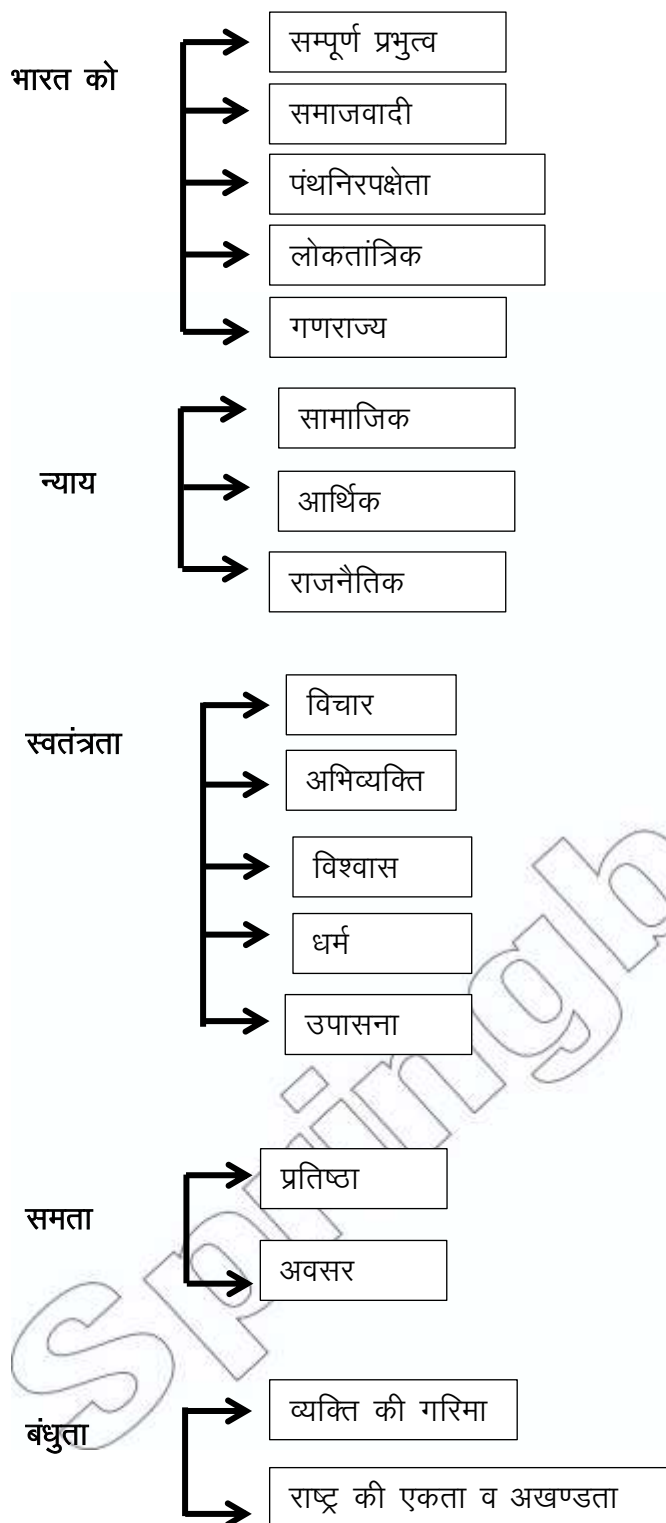 भारत को
सम्पूर्ण प्रभुत्व
समाजवादी
पंथनिरपक्षेता
लोकतांत्रिक
गणराज्य
न्याय
सामाजिक
आर्थिक
राजनैतिक
स्वतंत्रता
विचार
अभिव्यक्ति
विश्वास
धर्म
उपासना
समता
प्रतिष्ठा
अवसर
बंधुता
व्यक्ति की गरिमा
राष्ट्र की एकता व अखण्डता
Springb